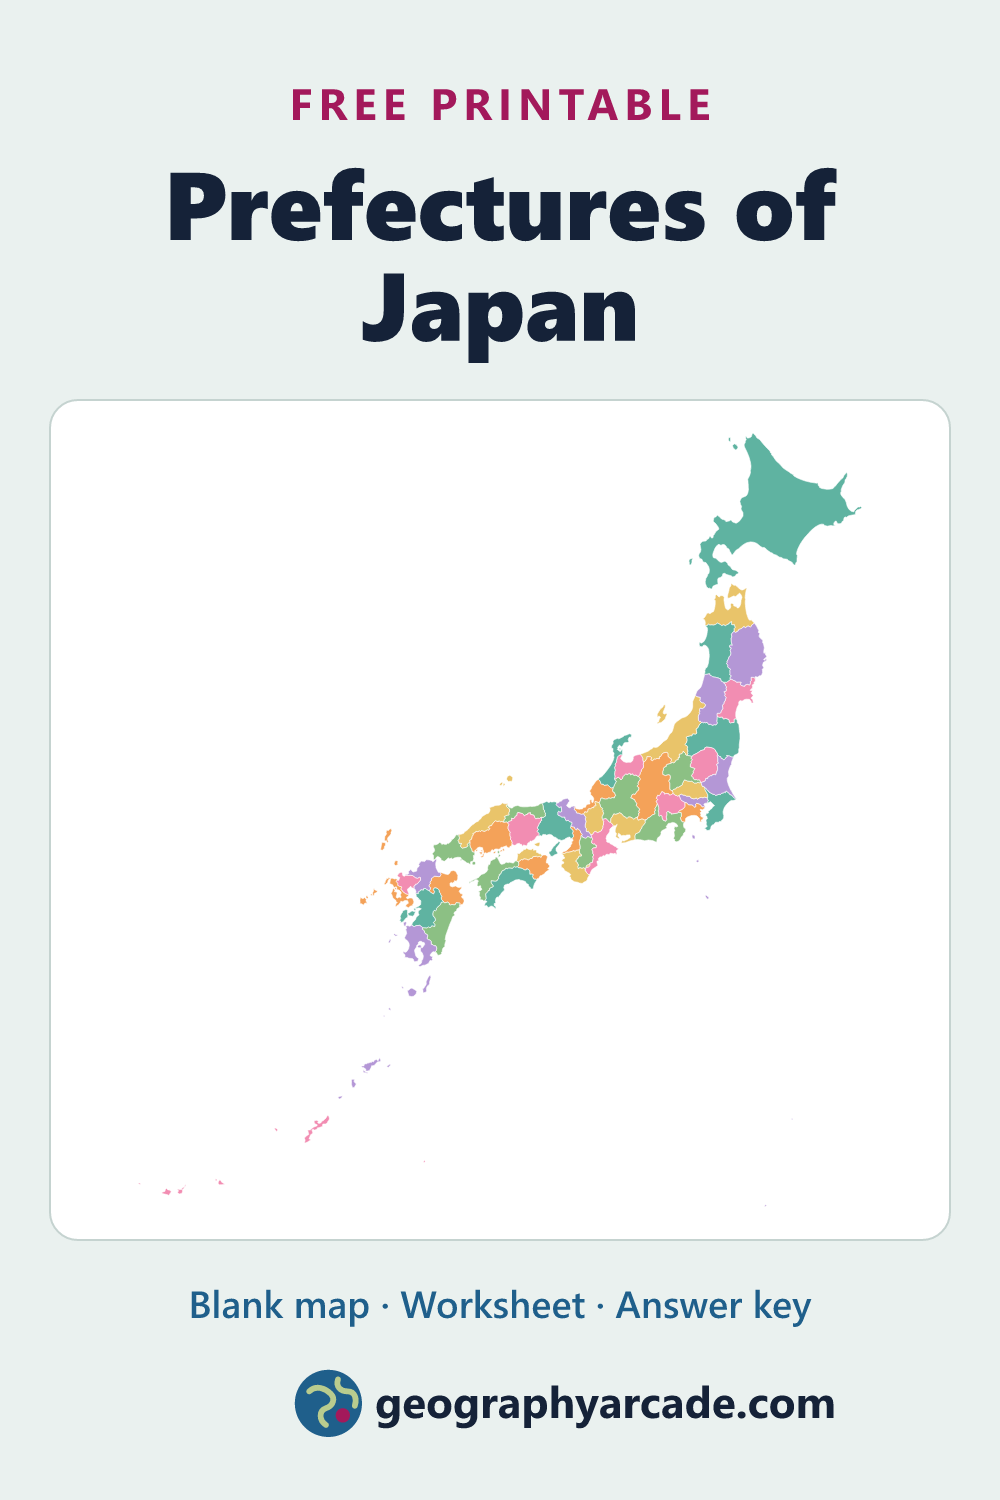 FREE PRINTABLE
Prefectures of
Japan
Blank map · Worksheet · Answer key
geographyarcade.com